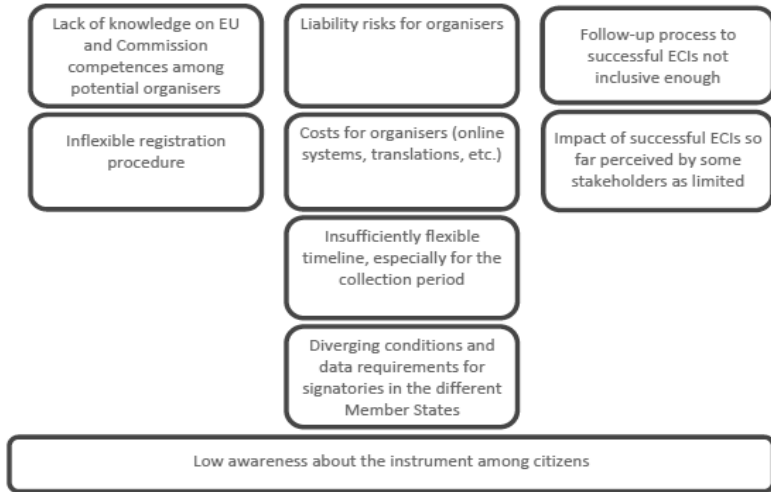 Lack of knowledge on EU
and Commission
competences among
potential organisers
Inflexible registration
procedure
Liability risks for organisers
Costs for organisers (online
systems, translations, etc.)
Insufficiently flexible
timeline, especially for the
collection period
Diverging conditions and
data requirements for
signatories in the different
Member States
Follow-up process to
successful ECIs not
inclusive enough
Impact of successful ECIs so
far perceived by some
stakeholders as limited
Low awareness about the instrument among citizens